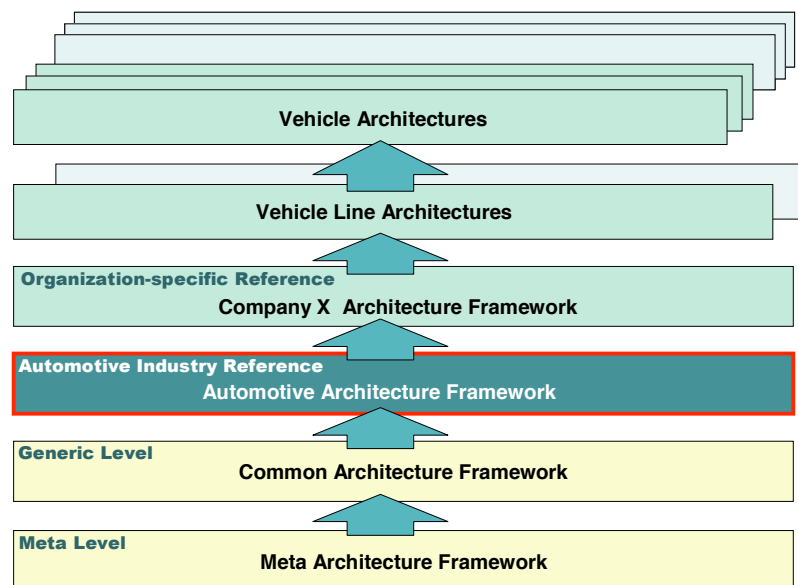 Vehicle Architectures
Vehicle Line Architectures
Organization-specific Reference
Company X Architecture Framework
Automotive Industry Reference
Automotive Architecture Framework
Generic Level
Common Architecture Framework
Meta Level
Meta Architecture Framework